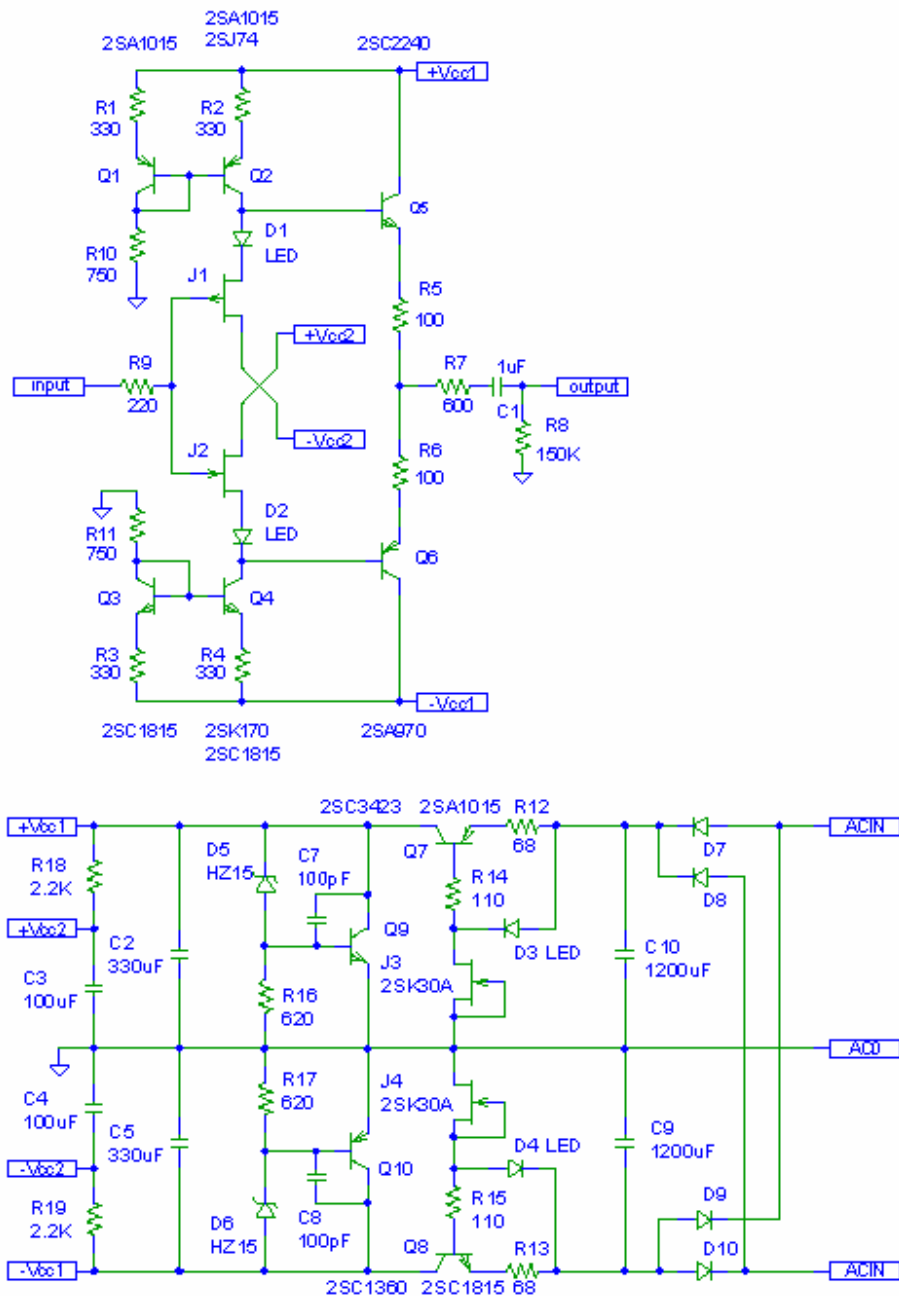 2SA1015
2SA1015 2SJ74 2SC2240
+Vcc1
R1 R2
330 330
Q1 Q2
Q5
D1
LED
R10
750
J1
R5
100
+Vcc2
R9
R7
1uF
input
output
220
600
C1
R8
-Vcc2
150K
J2
R6
100
D2
LED
R11
750
Q6
Q3 Q4
R3 R4
330 330
-Vcc1
2SC1815 2SK170 2SA970
2SC1815
2SC3423 2SA1015 R12
+Vcc1
ACIN
D5
HZ15
C7
100pF
Q7
68
D7
R18
2.2K
R14
110
D8
+Vcc2
Q9
D3 LED
C2
330uF
J3
2SK30A
C10
1200uF
C3
100uF
R16
620
AC0
R17
620
J4
2SK30A
C4
100uF
C5
330uF
D4 LED
C9
1200uF
-Vcc2
Q10
R19
2.2K
D6
HZ15
C8
100pF
R15
110
D9
Q8
R13
D10
-Vcc1
ACIN
2SC1360 2SC1815 68